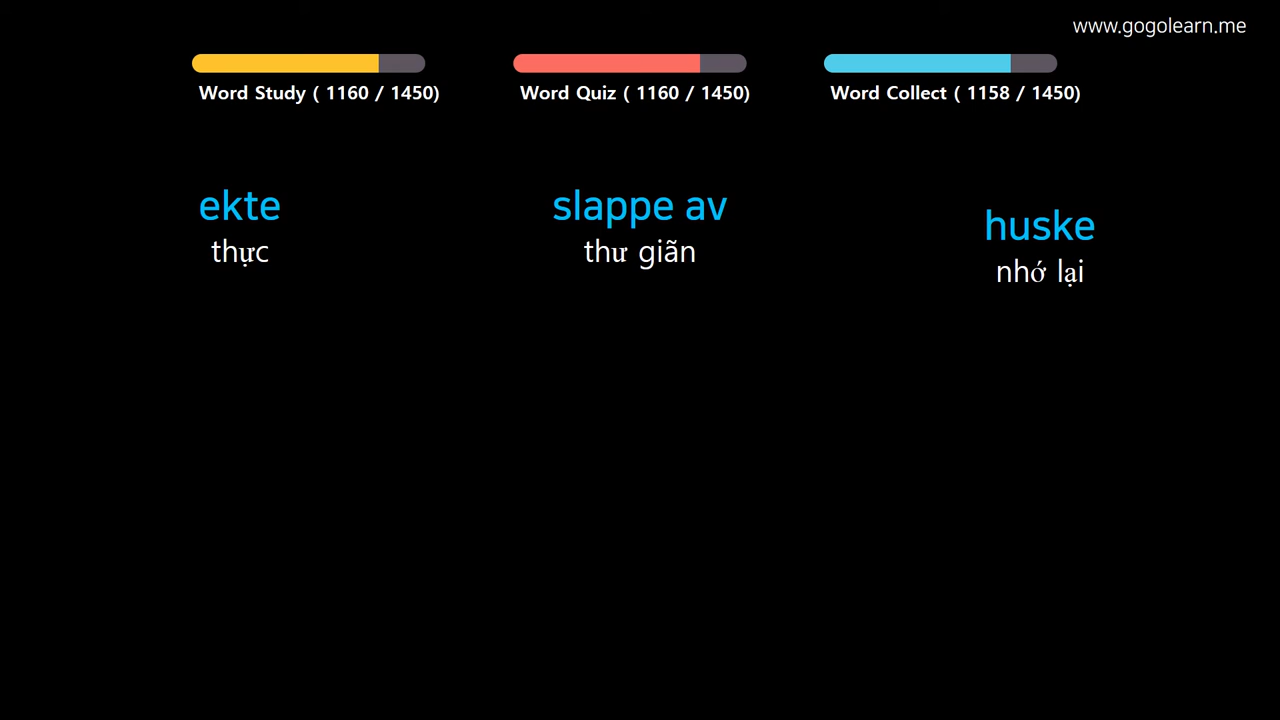 www.gogolearn.me
Word Study ( 1160 / 1450)
Word Quiz ( 1160 / 1450)
Word Collect ( 1158 / 1450)
ekte
thực
slappe av
thư giãn
huske
nhớ lại